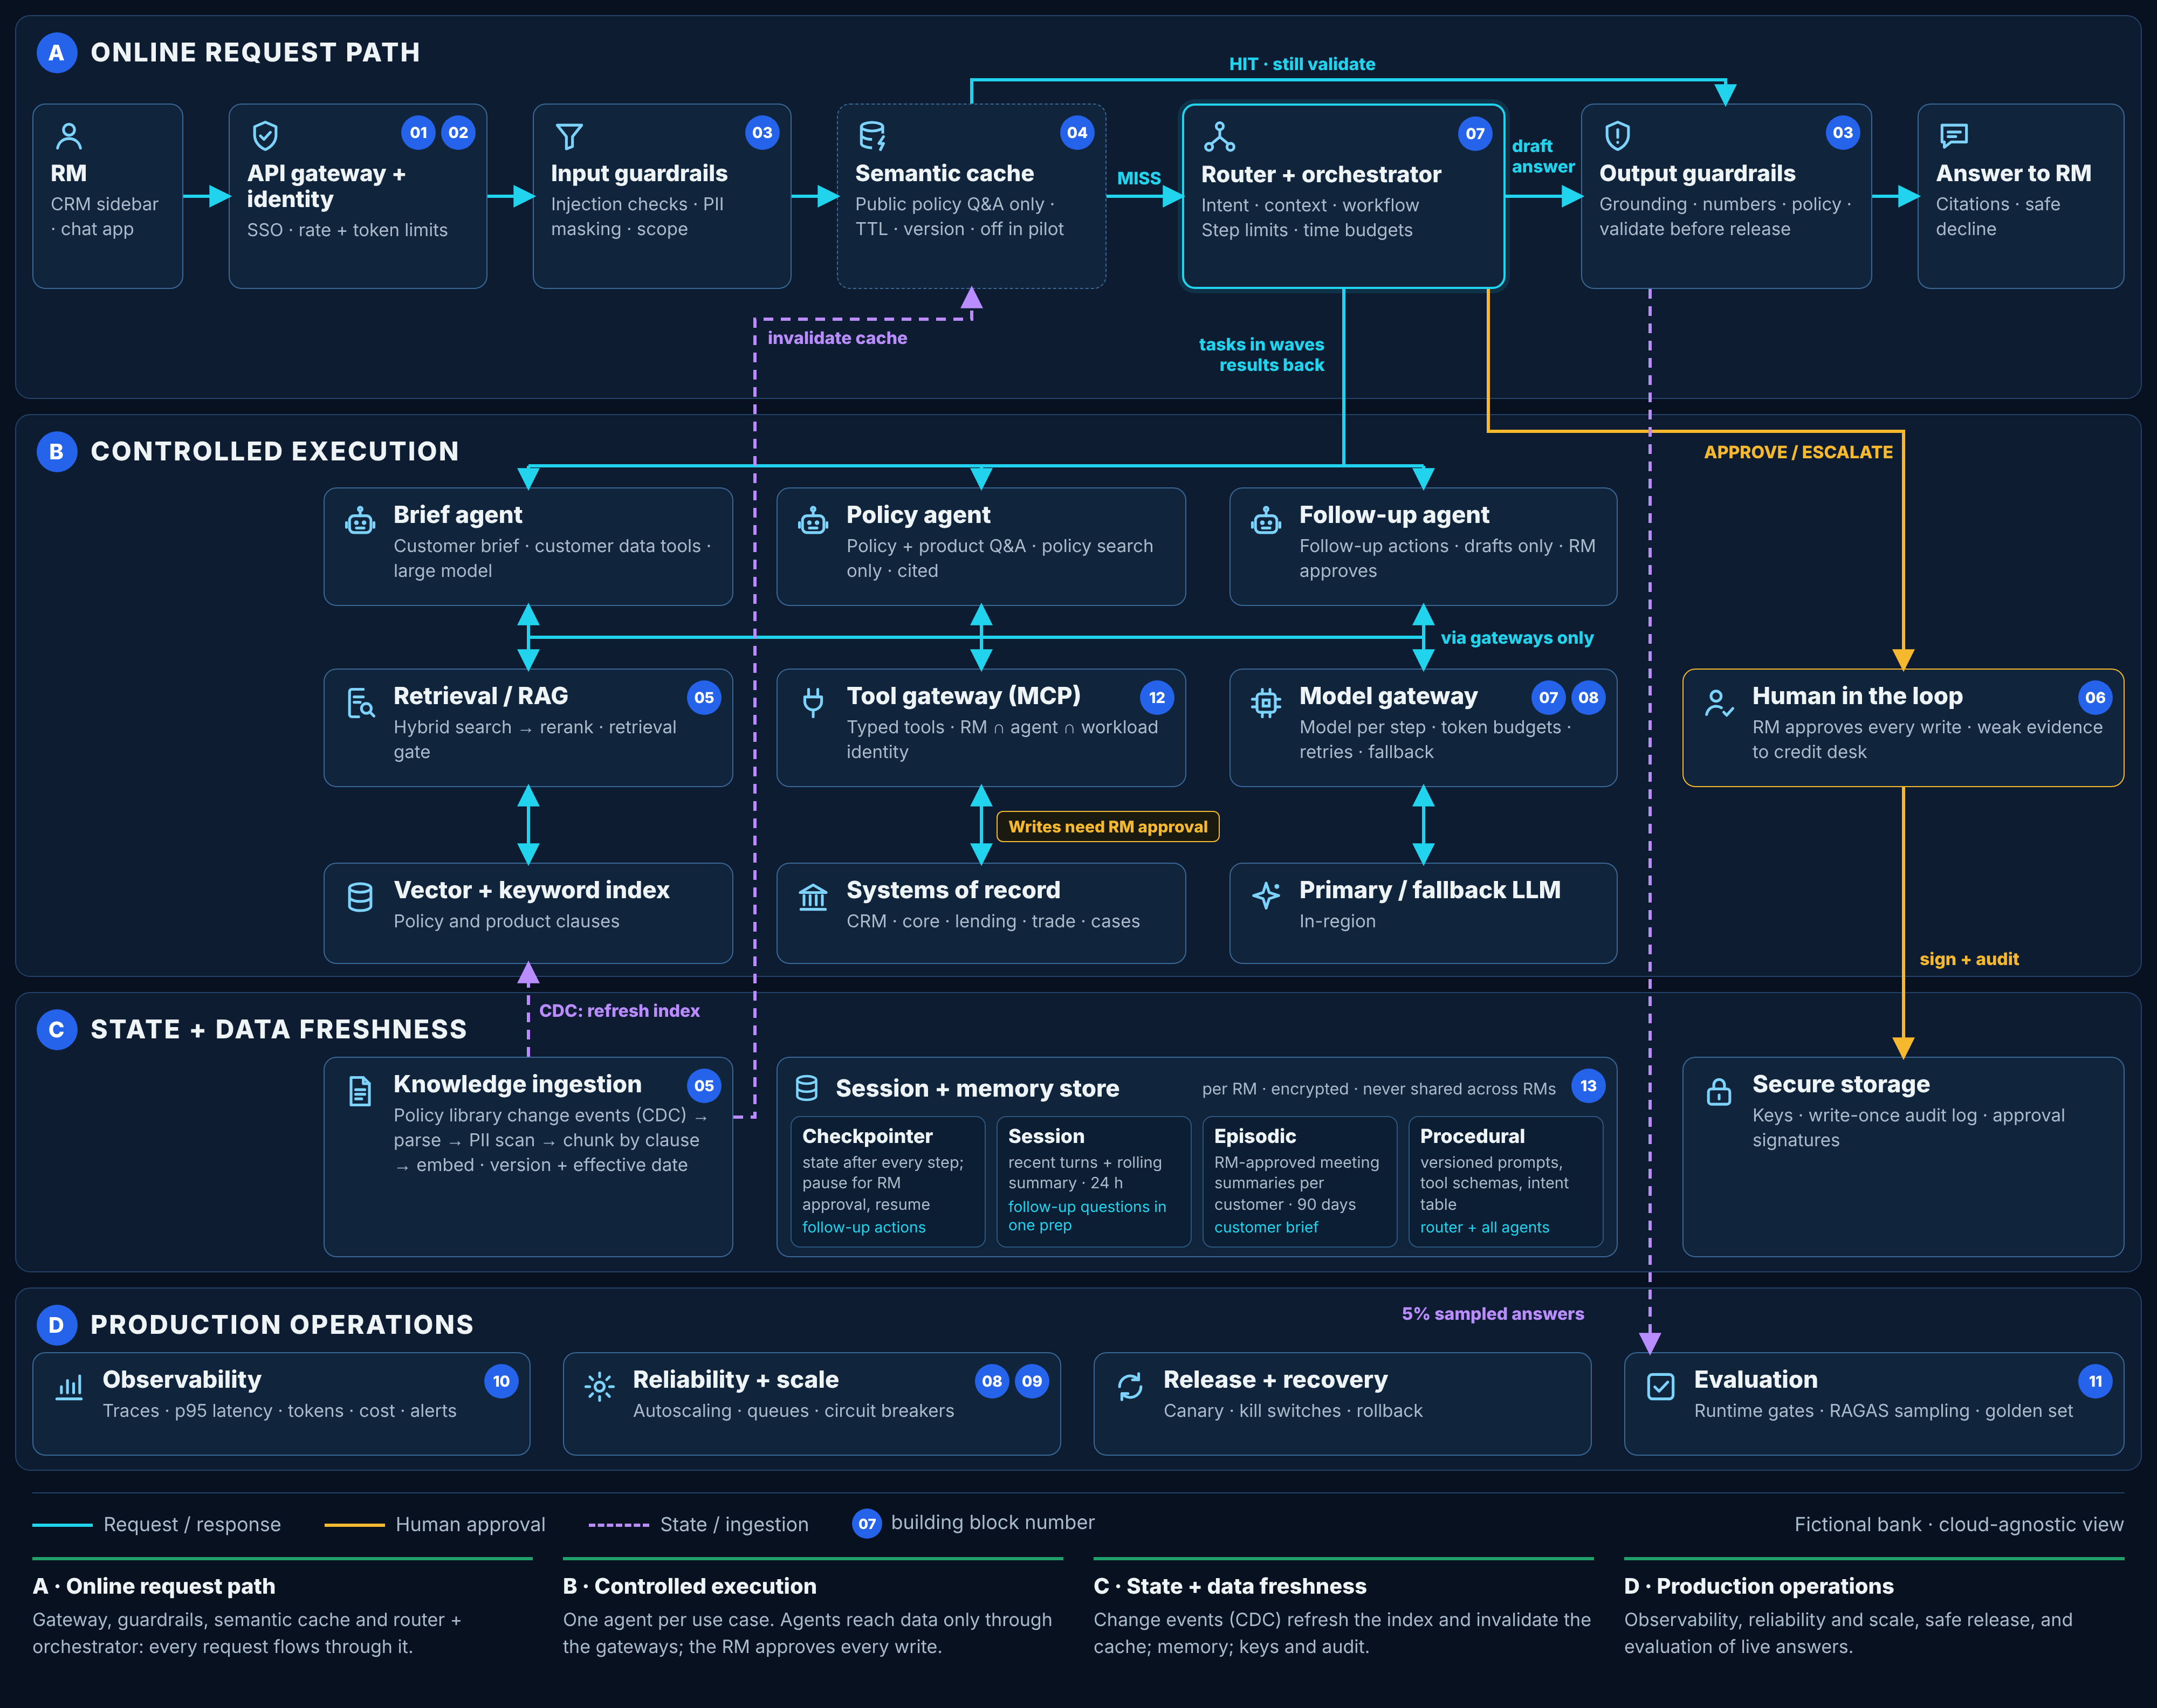 A
ONLINE REQUEST PATH
HIT · still validate
RM
CRM sidebar
· chat app
01
02
API gateway +
identity
SSO · rate + token limits
03
Input guardrails
Injection checks · PII
masking · scope
04
Semantic cache
Public policy Q&A only ·
TTL · version · off in pilot
MISS
07
Router + orchestrator
Intent · context · workflow
Step limits · time budgets
draft
answer
03
Output guardrails
Grounding · numbers · policy ·
validate before release
Answer to RM
Citations · safe
decline
invalidate cache
tasks in waves
results back
B
CONTROLLED EXECUTION
APPROVE / ESCALATE
Brief agent
Customer brief · customer data tools ·
large model
Policy agent
Policy + product Q&A · policy search
only · cited
Follow-up agent
Follow-up actions · drafts only · RM
approves
via gateways only
Retrieval / RAG
05
Hybrid search → rerank · retrieval
gate
Tool gateway (MCP)
12
Typed tools · RM ∩ agent ∩ workload
identity
Model gateway
07
08
Model per step · token budgets ·
retries · fallback
Human in the loop
06
RM approves every write · weak evidence
to credit desk
Writes need RM approval
Vector + keyword index
Policy and product clauses
Systems of record
CRM · core · lending · trade · cases
Primary / fallback LLM
In-region
sign + audit
CDC: refresh index
C
STATE + DATA FRESHNESS
Knowledge ingestion
05
Policy library change events (CDC) →
parse → PII scan → chunk by clause
→ embed · version + effective date
Session + memory store
per RM · encrypted · never shared across RMs
13
Checkpointer
state after every step;
pause for RM
approval, resume
follow-up actions
Session
recent turns + rolling
summary · 24 h
follow-up questions in
one prep
Episodic
RM-approved meeting
summaries per
customer · 90 days
customer brief
Procedural
versioned prompts,
tool schemas, intent
table
router + all agents
Secure storage
Keys · write-once audit log · approval
signatures
D
PRODUCTION OPERATIONS
5% sampled answers
Observability
10
Traces · p95 latency · tokens · cost · alerts
Reliability + scale
08
09
Autoscaling · queues · circuit breakers
Release + recovery
Canary · kill switches · rollback
Evaluation
11
Runtime gates · RAGAS sampling · golden set
Request / response
Human approval
State / ingestion
07
building block number
Fictional bank · cloud-agnostic view
A · Online request path
Gateway, guardrails, semantic cache and router +
orchestrator: every request flows through it.
B · Controlled execution
One agent per use case. Agents reach data only through
the gateways; the RM approves every write.
C · State + data freshness
Change events (CDC) refresh the index and invalidate the
cache; memory; keys and audit.
D · Production operations
Observability, reliability and scale, safe release, and
evaluation of live answers.